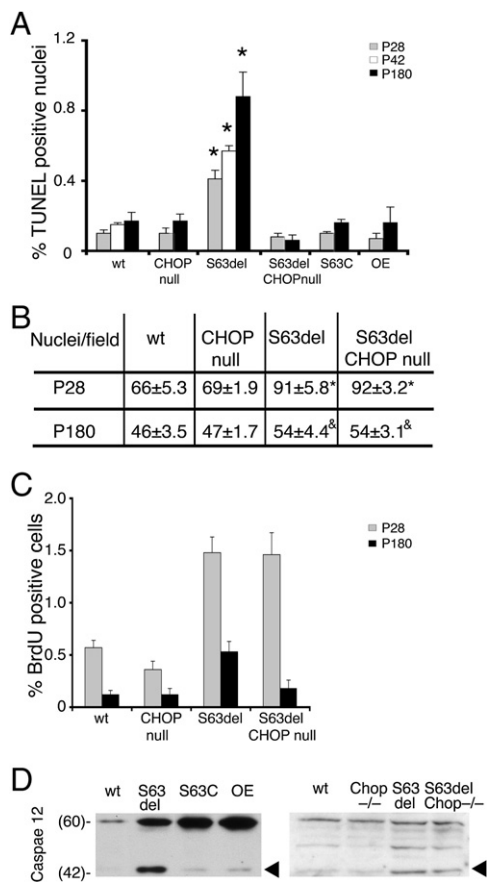 A
% TUNEL positive nuclei
1.2
0.8
0.4
0
* * *
P28
P42
P180
wt CHOP null S63del S63del CHOPnull S63C OE
B
Nuclei/field wt CHOP null S63del S63del CHOP null
P28 66±5.3 69±1.9 91±5.8* 92±3.2*
P180 46±3.5 47±1.7 54±4.4& 54±3.1&
C
% BrdU positive cells
2.0
1.5
1.0
0.5
0
P28
P180
wt CHOP null S63del S63del CHOP null
D
Caspae 12
wt S63 del S63C OE
(60)-
(42)-
wt Chop –/– S63 del S63del Chop–/–